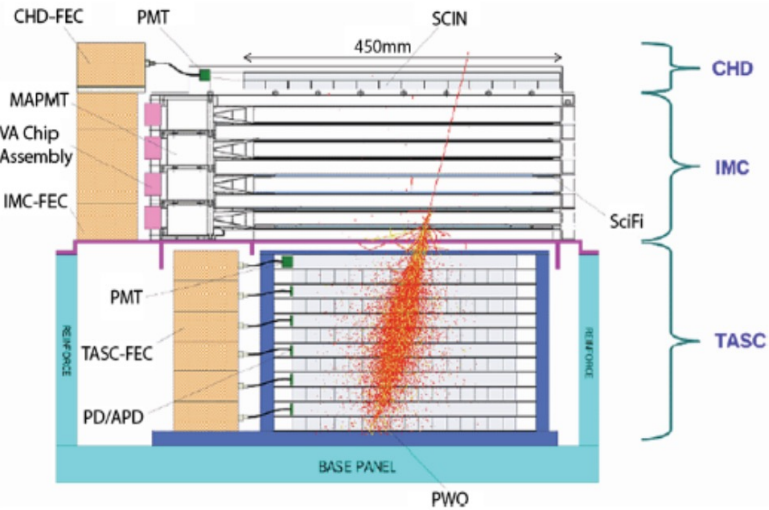 CHD-FEC
PMT
SCIN
450mm
CHD
MAPMT
VA Chip
Assembly
IMC
IMC-FEC
SciFi
PMT
REINFORCE
REINFORCE
TASC
TASC-FEC
PD/APD
BASE PANEL
PWO